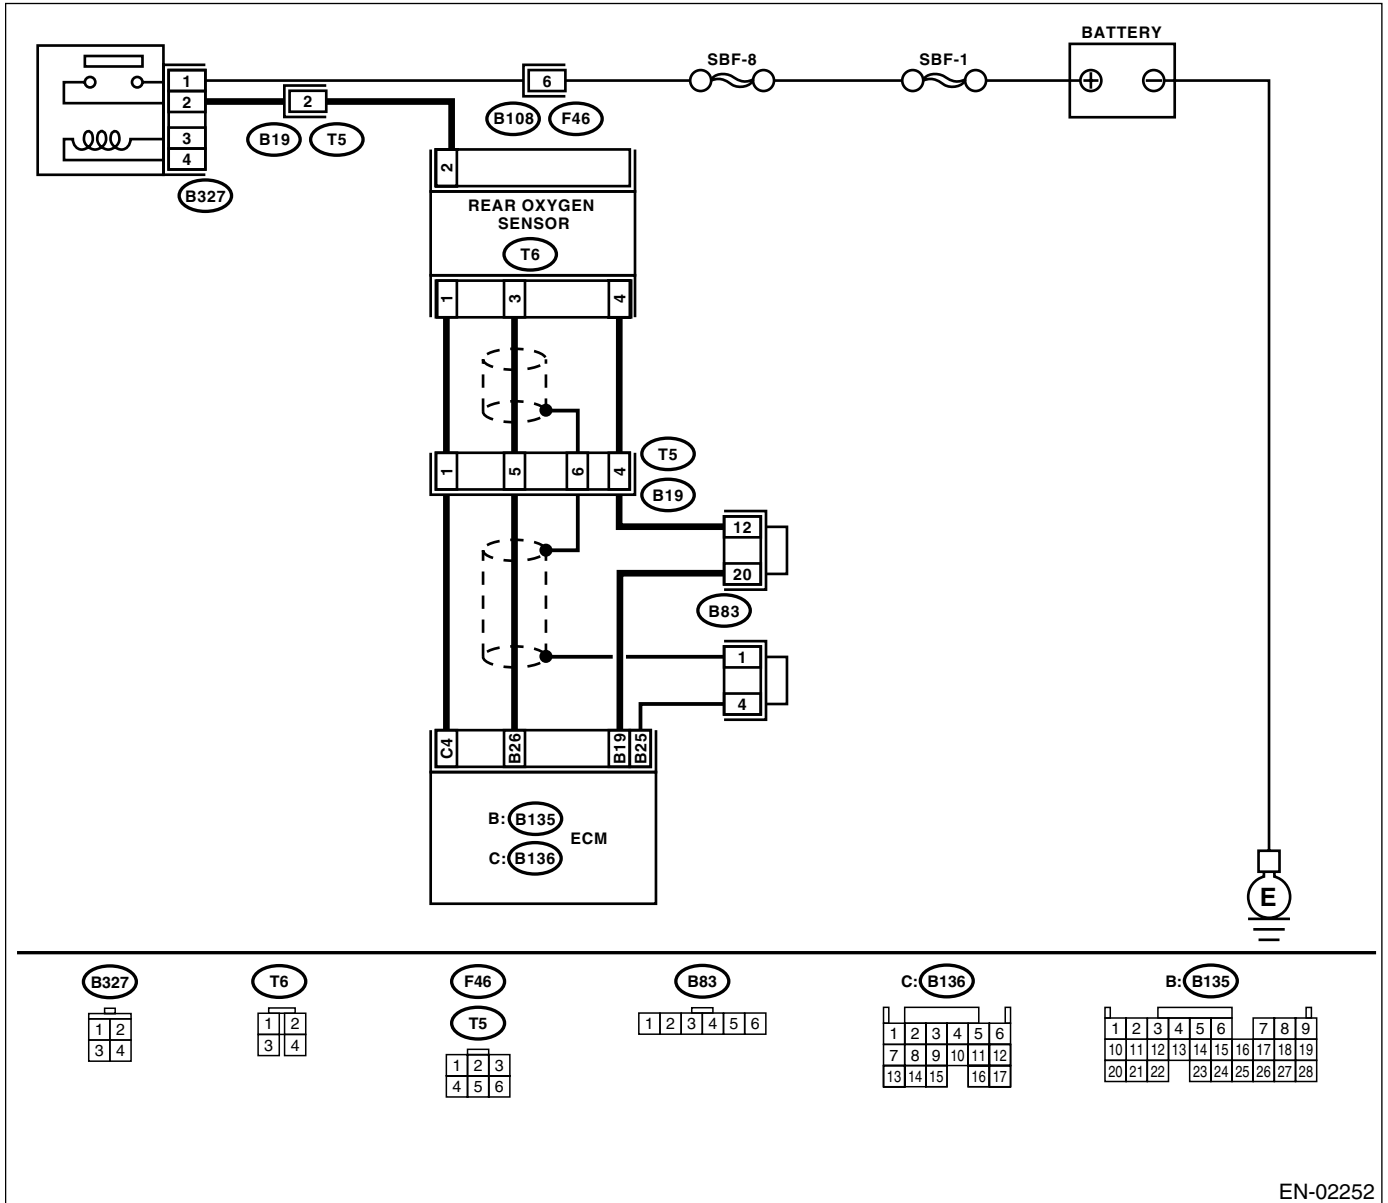 BATTERY
SBF-8
SBF-1
1
2
3
4
B327
2
B19
T5
6
B108
F46
2
REAR OXYGEN
SENSOR
T6
1
3
4
1
5
6
4
T5
B19
12
20
B83
1
4
C4
B26
B19
B25
B: B135
ECM
C: B136
E
B327
1 2
3 4
T6
1 2
3 4
F46
T5
1 2 3
4 5 6
B83
1 2 3 4 5 6
C: B136
1 2 3 4 5 6
7 8 9 10 11 12
13 14 15 16 17
B: B135
1 2 3 4 5 6 7 8 9
10 11 12 13 14 15 16 17 18 19
20 21 22 23 24 25 26 27 28
EN-02252